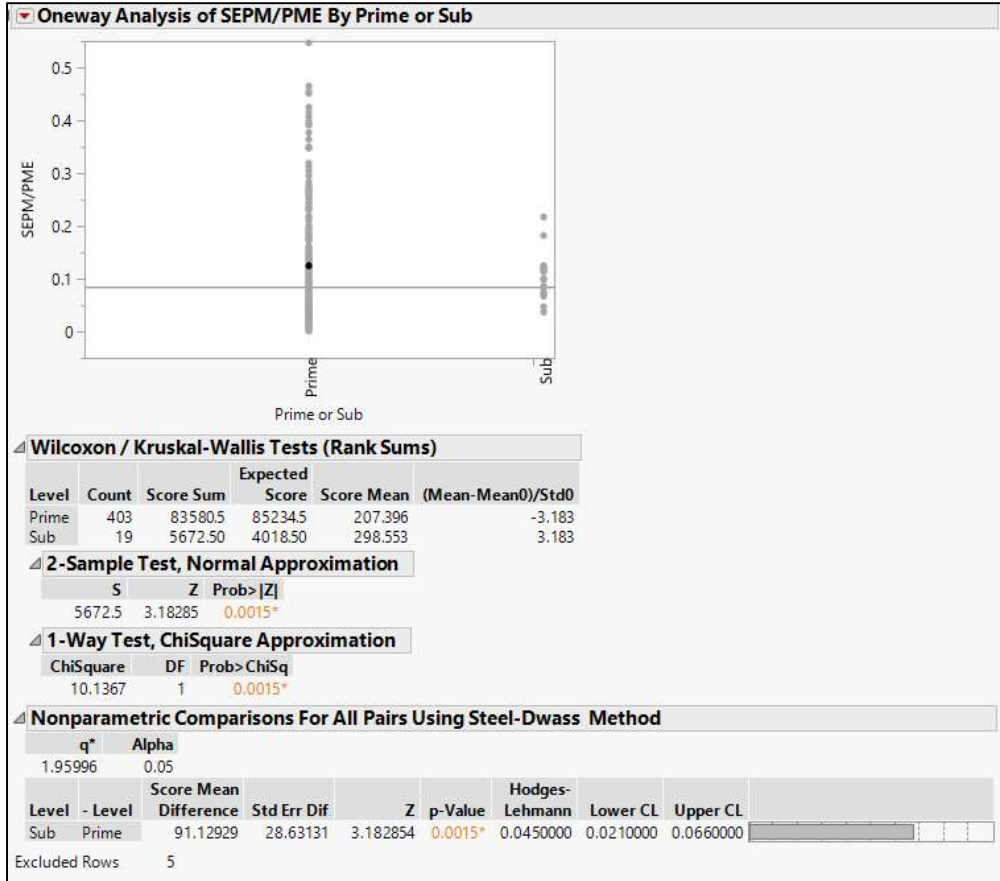 Oneway Analysis of SEPM/PME By Prime or Sub
0.5
0.4
0.3
0.2
0.1
0
SEPM/PME
Prime
Sub
Prime or Sub
Wilcoxon / Kruskal-Wallis Tests (Rank Sums)
Expected
Level Count Score Sum Score Score Mean (Mean-Mean0)/Std0
Prime 403 83580.5 85234.5 207.396 -3.183
Sub 19 5672.50 4018.50 298.553 3.183
2-Sample Test, Normal Approximation
S Z Prob>|Z|
5672.5 3.18285 0.0015*
1-Way Test, ChiSquare Approximation
ChiSquare DF Prob>ChiSq
10.1367 1 0.0015*
Nonparametric Comparisons For All Pairs Using Steel-Dwass Method
q* Alpha
1.95996 0.05
Score Mean Hodges-
Level - Level Difference Std Err Dif Z p-Value Lehmann Lower CL Upper CL
Sub Prime 91.12929 28.63131 3.182854 0.0015* 0.0450000 0.0210000 0.0660000
Excluded Rows 5